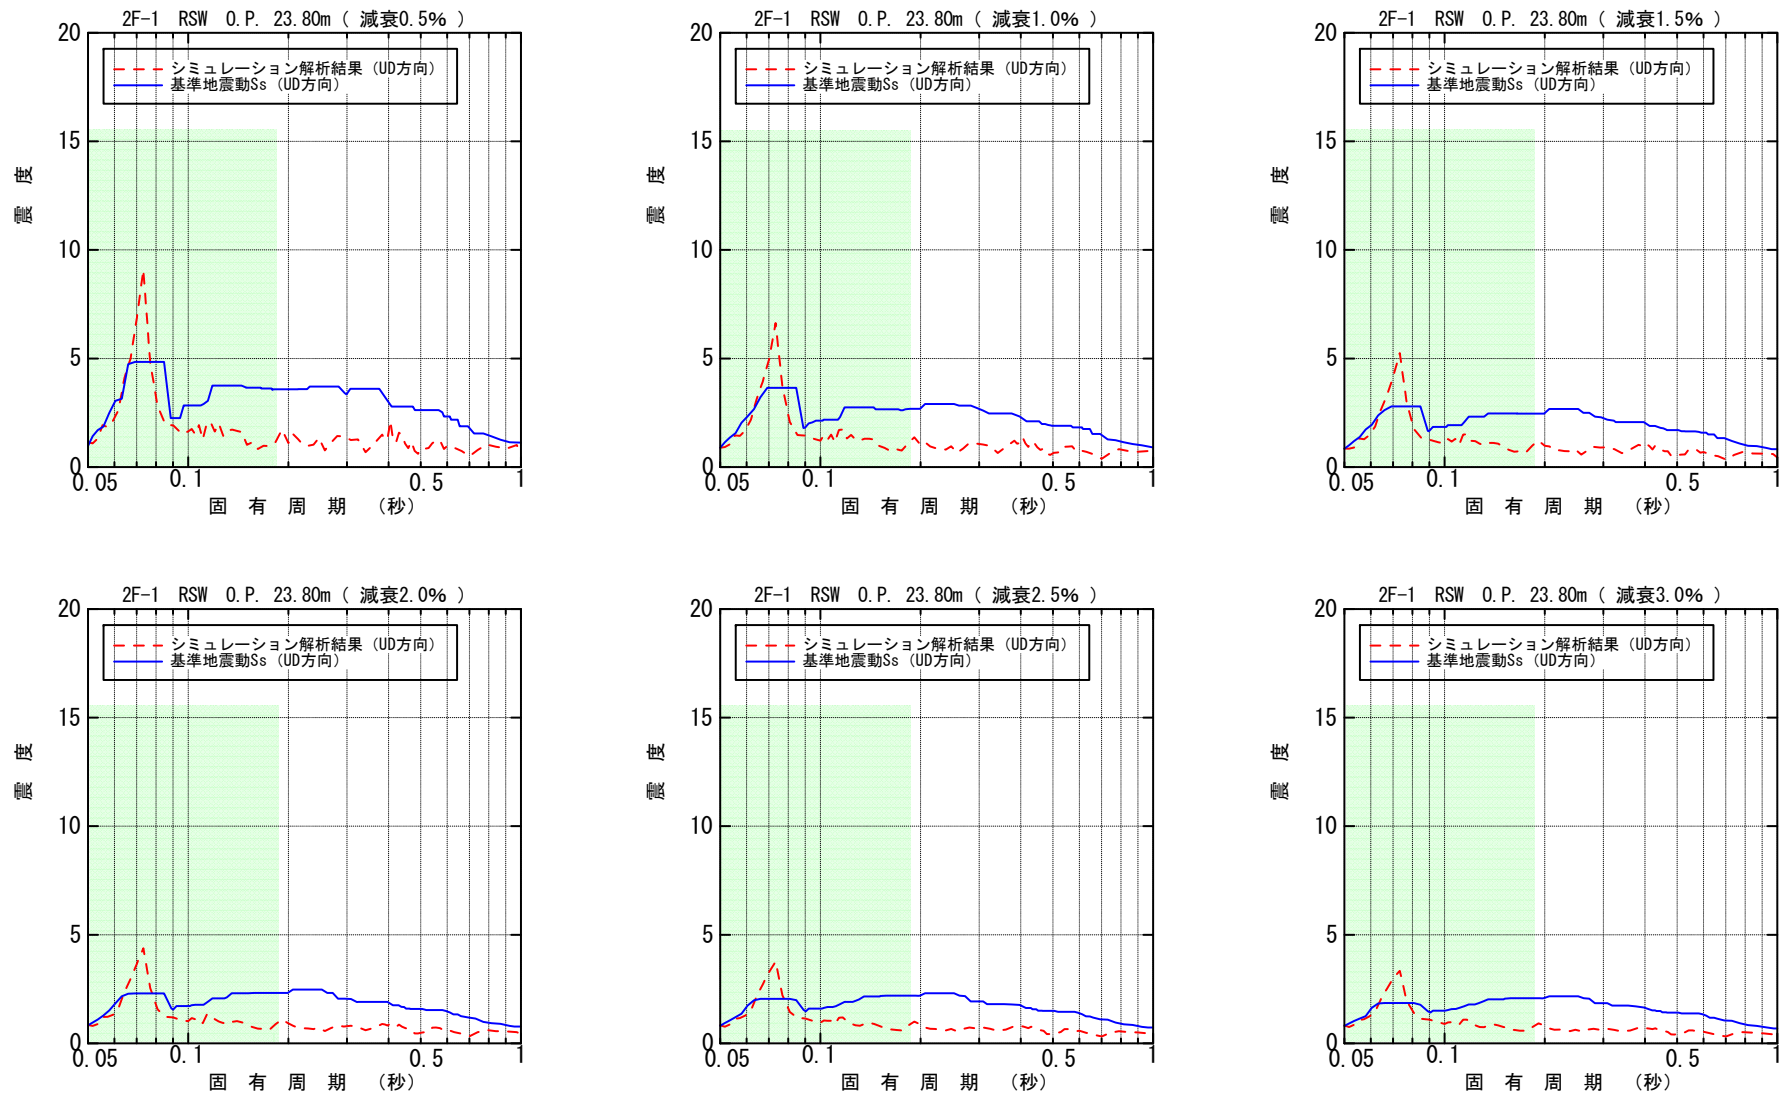 2F-1 RSW O.P. 23.80m ( 減衰0.5% )
20
15
10
5
0
震 度
シミュレーション解析結果 (UD方向)
基準地震動Ss (UD方向)
0.05 0.1 0.5 1
固 有 周 期 (秒)
2F-1 RSW O.P. 23.80m ( 減衰1.0% )
20
15
10
5
0
震 度
シミュレーション解析結果 (UD方向)
基準地震動Ss (UD方向)
0.05 0.1 0.5 1
固 有 周 期 (秒)
2F-1 RSW O.P. 23.80m ( 減衰1.5% )
20
15
10
5
0
震 度
シミュレーション解析結果 (UD方向)
基準地震動Ss (UD方向)
0.05 0.1 0.5 1
固 有 周 期 (秒)
2F-1 RSW O.P. 23.80m ( 減衰2.0% )
20
15
10
5
0
震 度
シミュレーション解析結果 (UD方向)
基準地震動Ss (UD方向)
0.05 0.1 0.5 1
固 有 周 期 (秒)
2F-1 RSW O.P. 23.80m ( 減衰2.5% )
20
15
10
5
0
震 度
シミュレーション解析結果 (UD方向)
基準地震動Ss (UD方向)
0.05 0.1 0.5 1
固 有 周 期 (秒)
2F-1 RSW O.P. 23.80m ( 減衰3.0% )
20
15
10
5
0
震 度
シミュレーション解析結果 (UD方向)
基準地震動Ss (UD方向)
0.05 0.1 0.5 1
固 有 周 期 (秒)